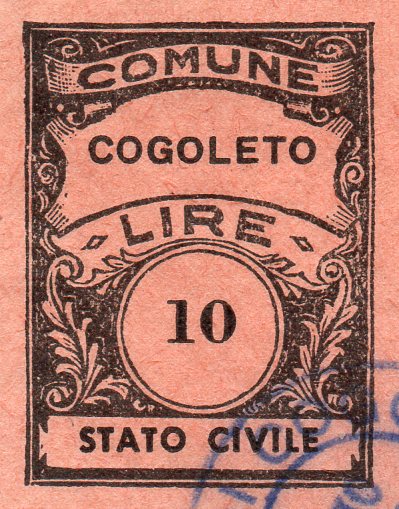 COMUNE
COGOLETO
LIRE
10
STATO CIVILE